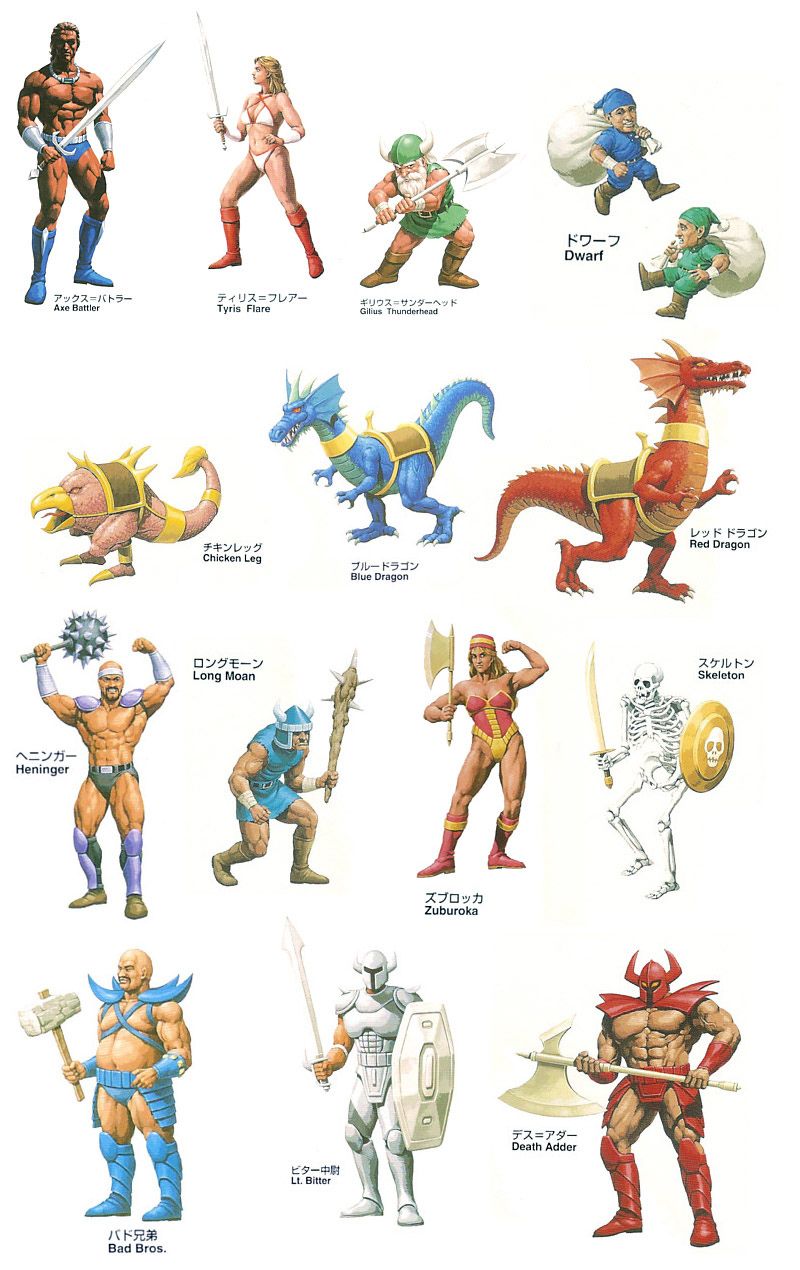 アックス=バトラー
Axe Battler
ティリス=フレアー
Tyris Flare
ギリウス=サンダーヘッド
Gilius Thunderhead
ドワーフ
Dwarf
チキンレッグ
Chicken Leg
ブルードラゴン
Blue Dragon
レッド ドラゴン
Red Dragon
ヘニンガー
Heninger
ロングモーン
Long Moan
ズブロッカ
Zuburoka
スケルトン
Skeleton
バド兄弟
Bad Bros.
ビター中尉
Lt. Bitter
デス=アダー
Death Adder